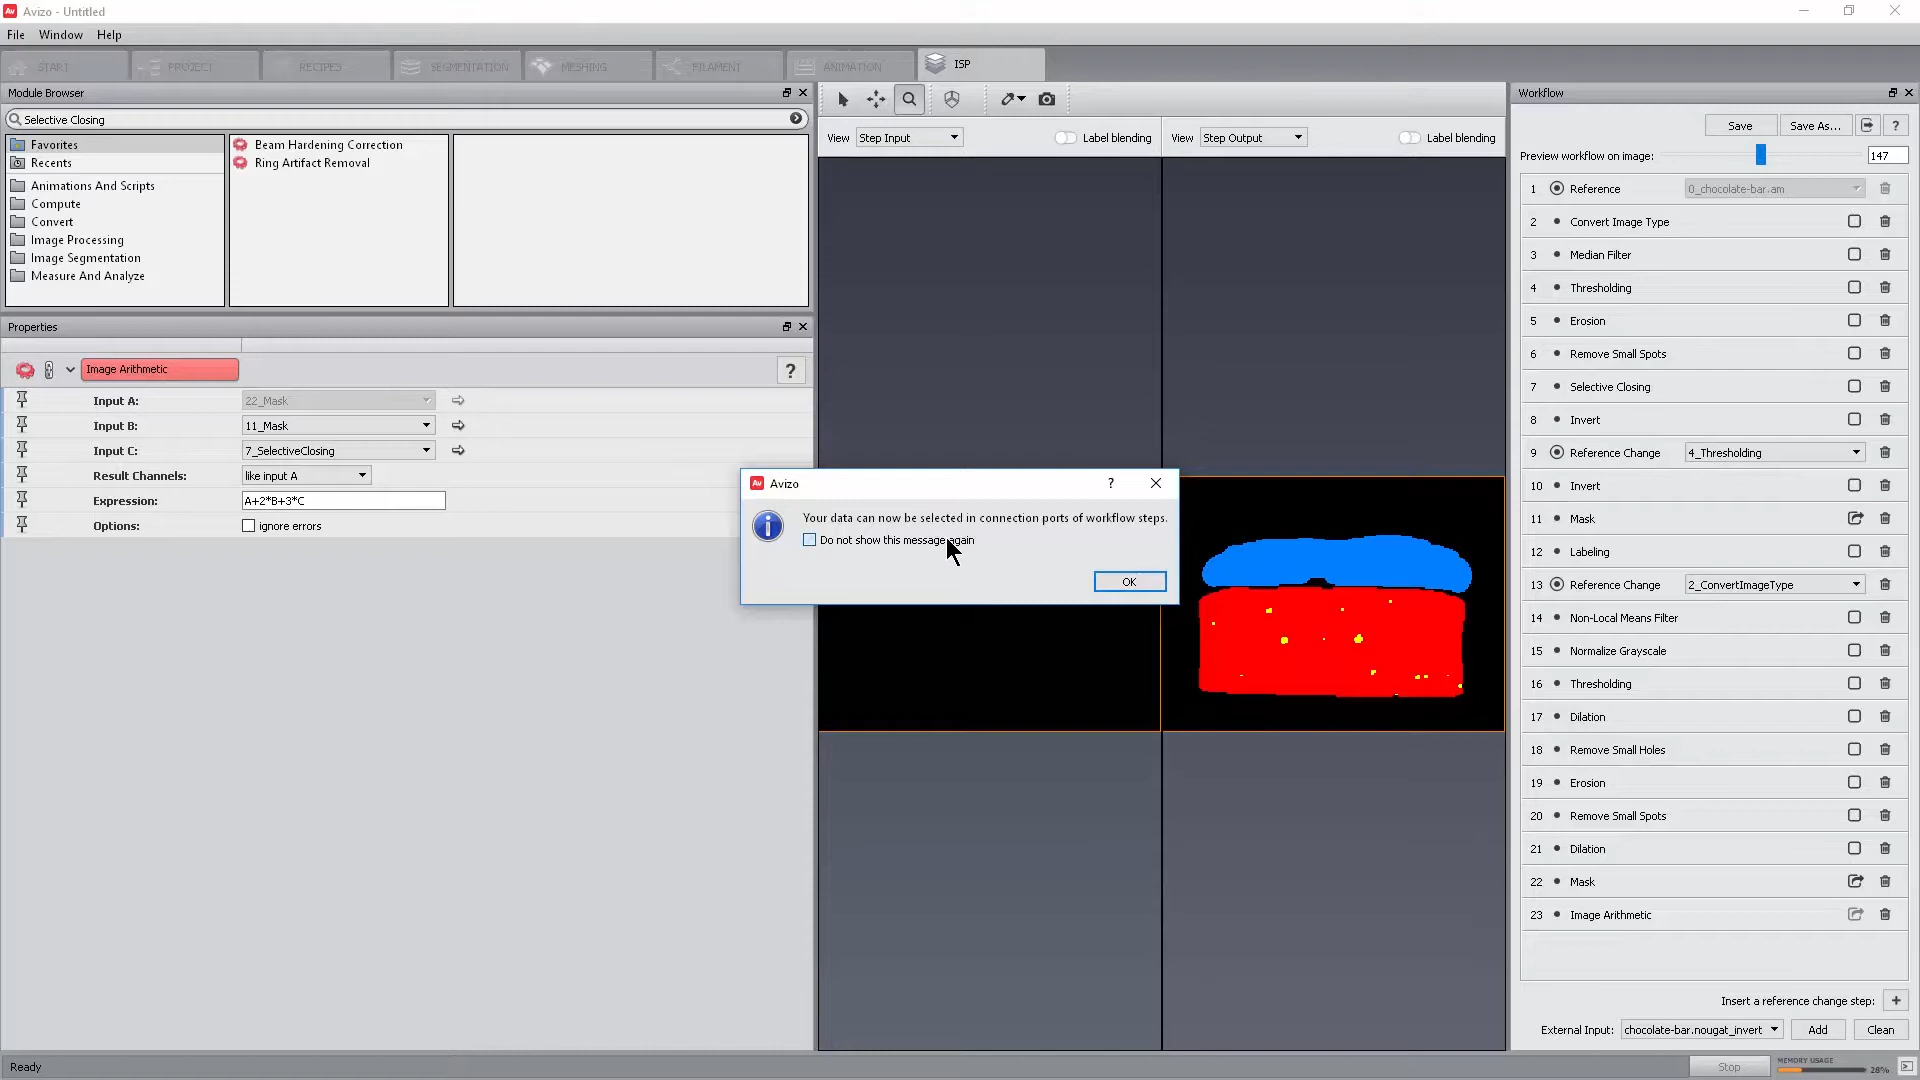 Av Avizo - Untitled
File Window Help
START PROJECT RECIPES SEGMENTATION MESHING FILAMENT ANIMATION ISP
Module Browser
Selective Closing
Favorites
Recents
Animations And Scripts
Compute
Convert
Image Processing
Image Segmentation
Measure And Analyze
Beam Hardening Correction
Ring Artifact Removal
Properties
Image Arithmetic ?
Input A: 22_Mask
Input B: 11_Mask
Input C: 7_SelectiveClosing
Result Channels: like input A
Expression: A+2*B+3*C
Options: ignore errors
View Step Input Label blending
View Step Output Label blending
Av Avizo ?
Your data can now be selected in connection ports of workflow steps.
Do not show this message again
OK
Workflow
Save Save As... ?
Preview workflow on image: 147
1 Reference 0_chocolate-bar.am
2 Convert Image Type
3 Median Filter
4 Thresholding
5 Erosion
6 Remove Small Spots
7 Selective Closing
8 Invert
9 Reference Change 4_Thresholding
10 Invert
11 Mask
12 Labeling
13 Reference Change 2_ConvertImageType
14 Non-Local Means Filter
15 Normalize Grayscale
16 Thresholding
17 Dilation
18 Remove Small Holes
19 Erosion
20 Remove Small Spots
21 Dilation
22 Mask
23 Image Arithmetic
Insert a reference change step: +
External Input: chocolate-bar.nougat_invert Add Clean
Ready
Stop MEMORY USAGE 28%